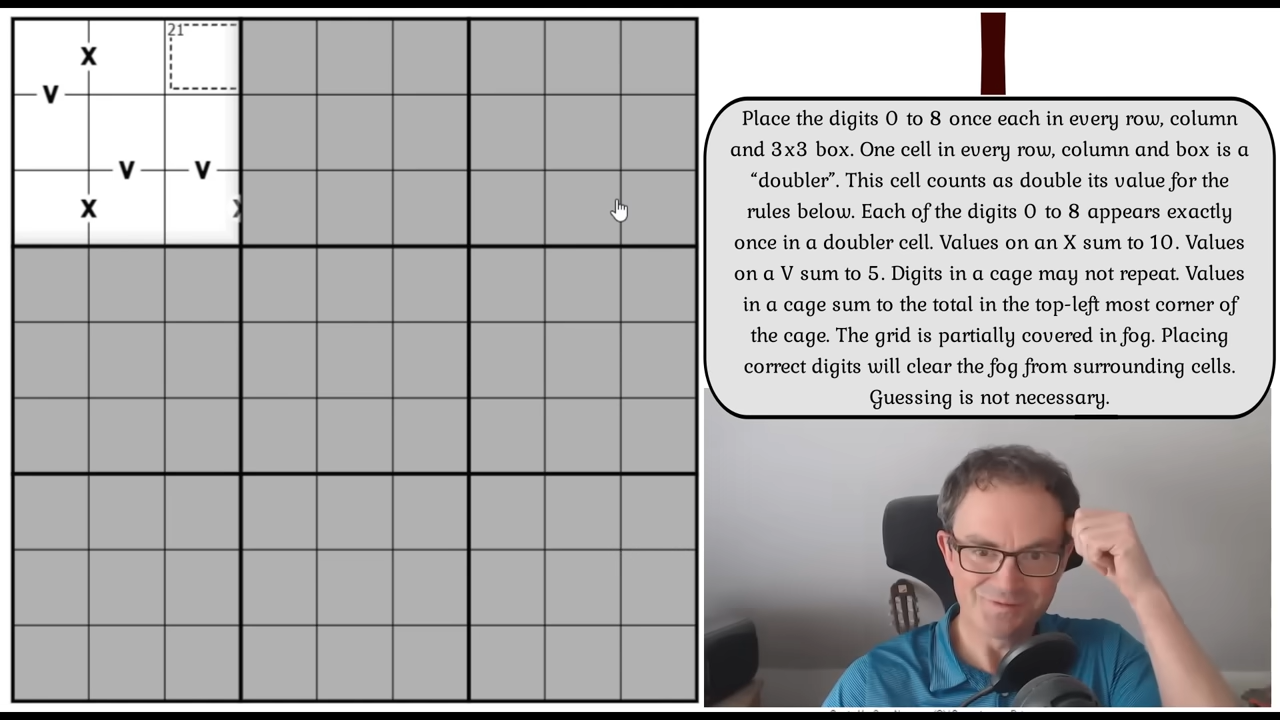 21
X
V
V
V
X
Place the digits 0 to 8 once each in every row, column
and 3x3 box. One cell in every row, column and box is a
“doubler”. This cell counts as double its value for the
rules below. Each of the digits 0 to 8 appears exactly
once in a doubler cell. Values on an X sum to 10. Values
on a V sum to 5. Digits in a cage may not repeat. Values
in a cage sum to the total in the top-left most corner of
the cage. The grid is partially covered in fog. Placing
correct digits will clear the fog from surrounding cells.
Guessing is not necessary.